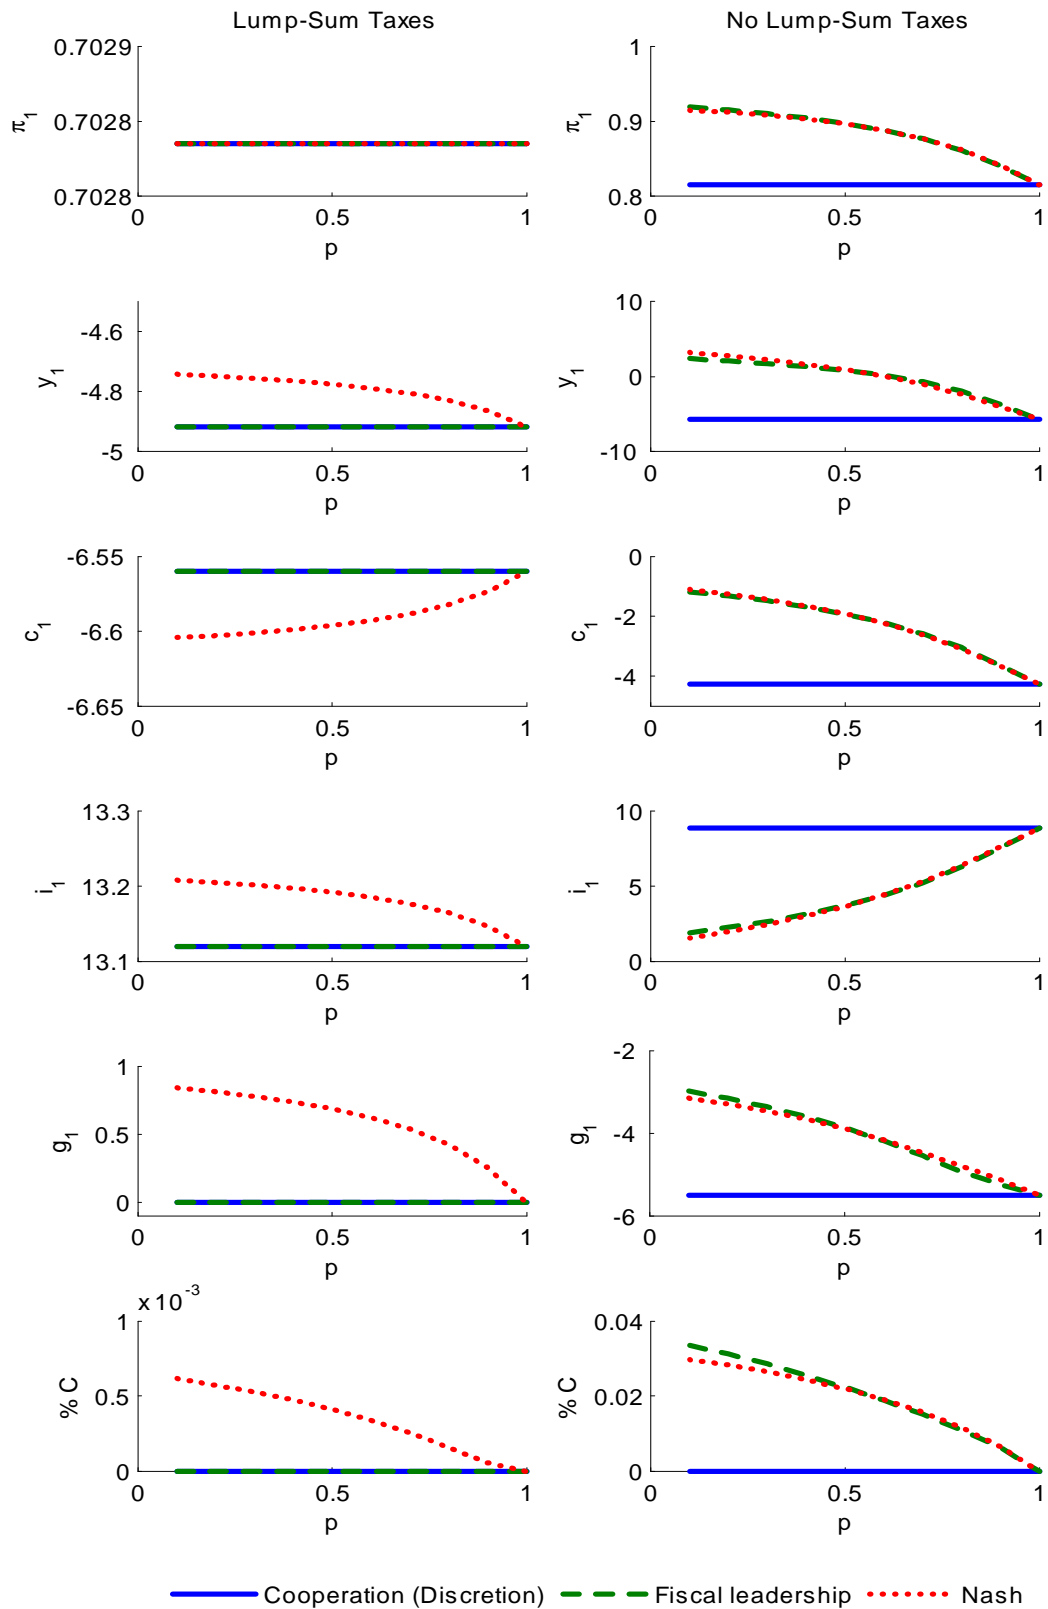 Lump-Sum Taxes
No Lump-Sum Taxes
0.7029
0.7028
0.7028
π1
0
0.5
1
p
1
0.9
0.8
π1
0
0.5
1
p
-4.6
-4.8
-5
y1
0
0.5
1
p
10
0
-10
y1
0
0.5
1
p
-6.55
-6.6
-6.65
c1
0
0.5
1
p
0
-2
-4
c1
0
0.5
1
p
13.3
13.2
13.1
i1
0
0.5
1
p
10
5
0
i1
0
0.5
1
p
1
0.5
0
g1
0
0.5
1
p
-2
-4
-6
g1
0
0.5
1
p
x 10-3
1
0.5
0
% C
0
0.5
1
p
0.04
0.02
0
% C
0
0.5
1
p
Cooperation (Discretion)
Fiscal leadership
Nash